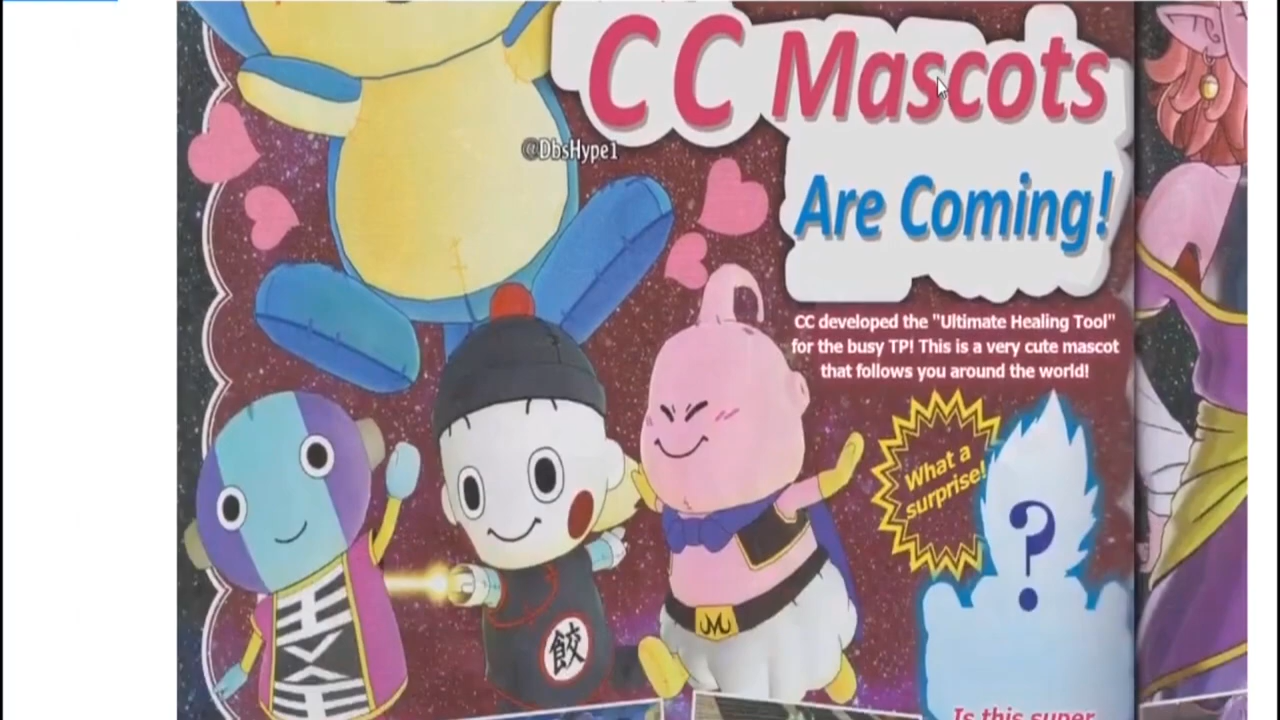 CC Mascots
@DbsHype1
Are Coming!
CC developed the "Ultimate Healing Tool"
for the busy TP! This is a very cute mascot
that follows you around the world!
What a
surprise!
?
餃
M
Is this super